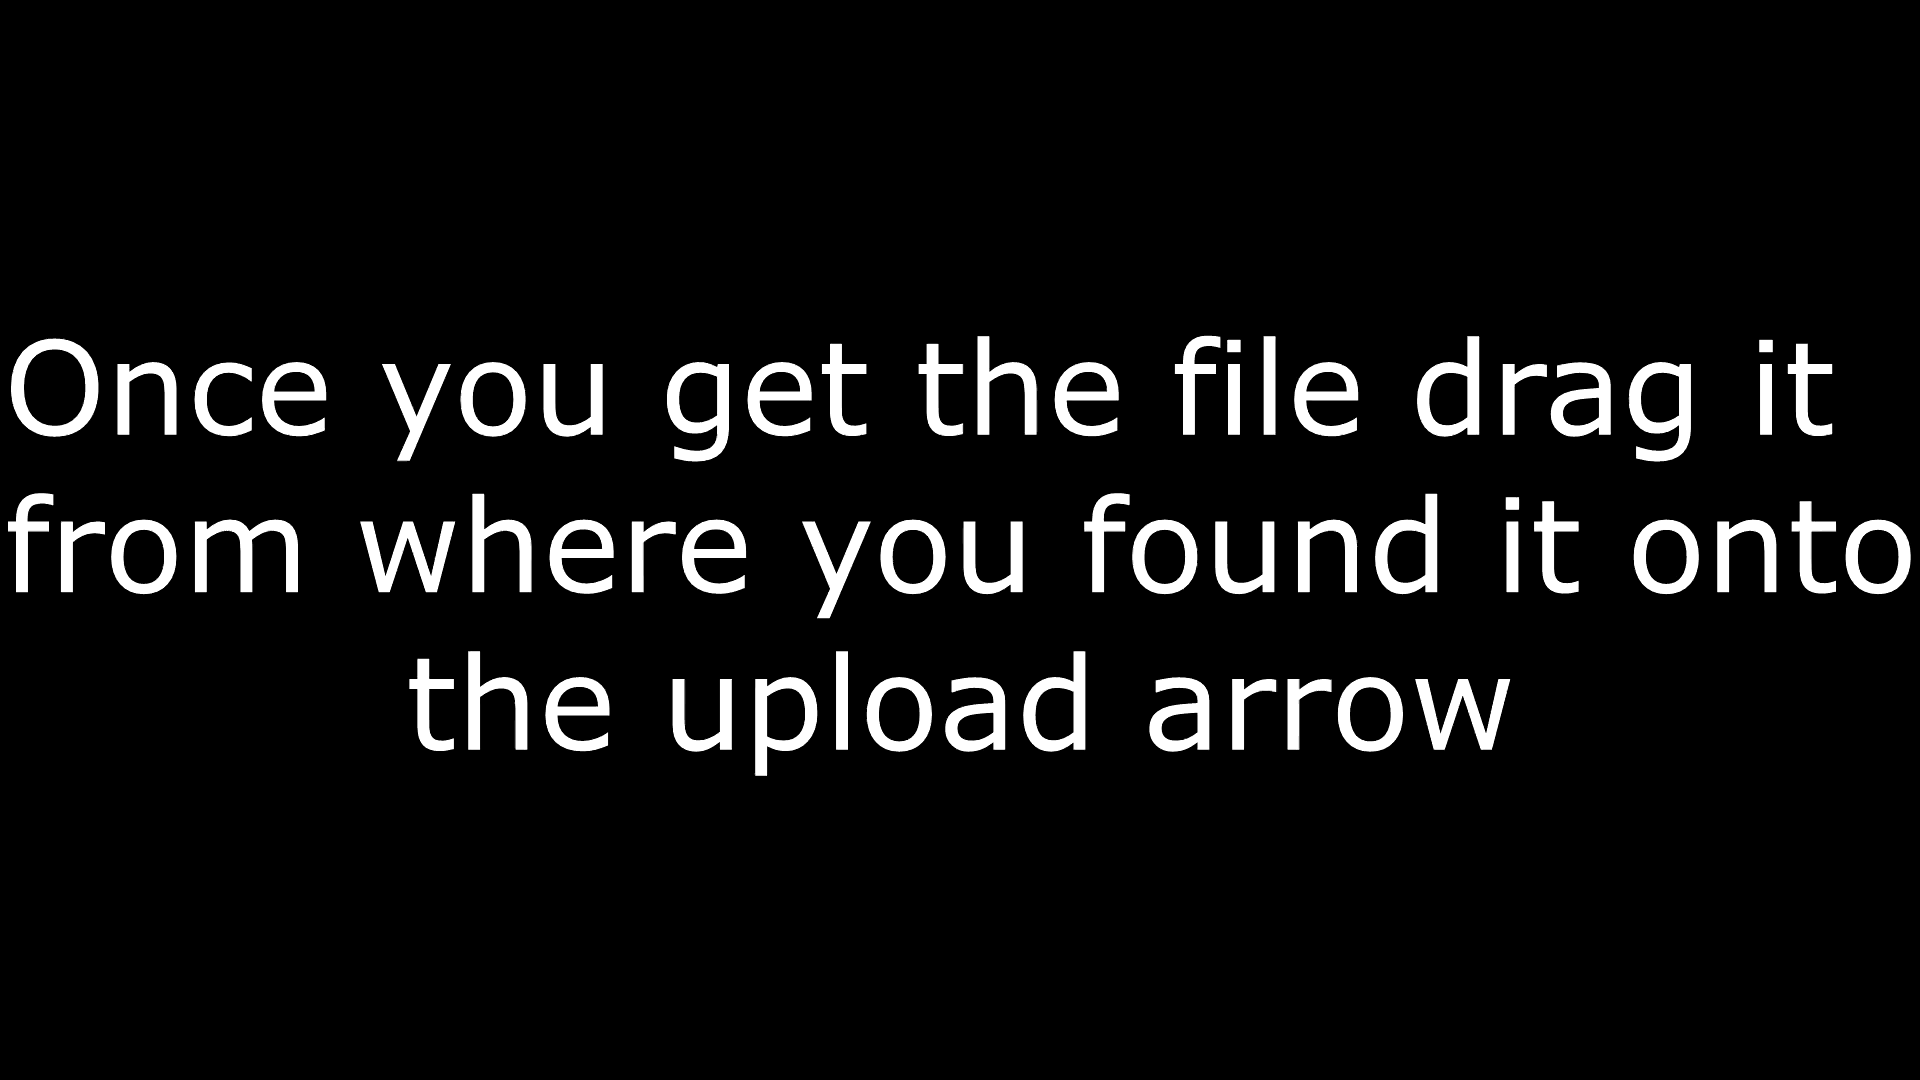 Once you get the file drag it
from where you found it onto
the upload arrow